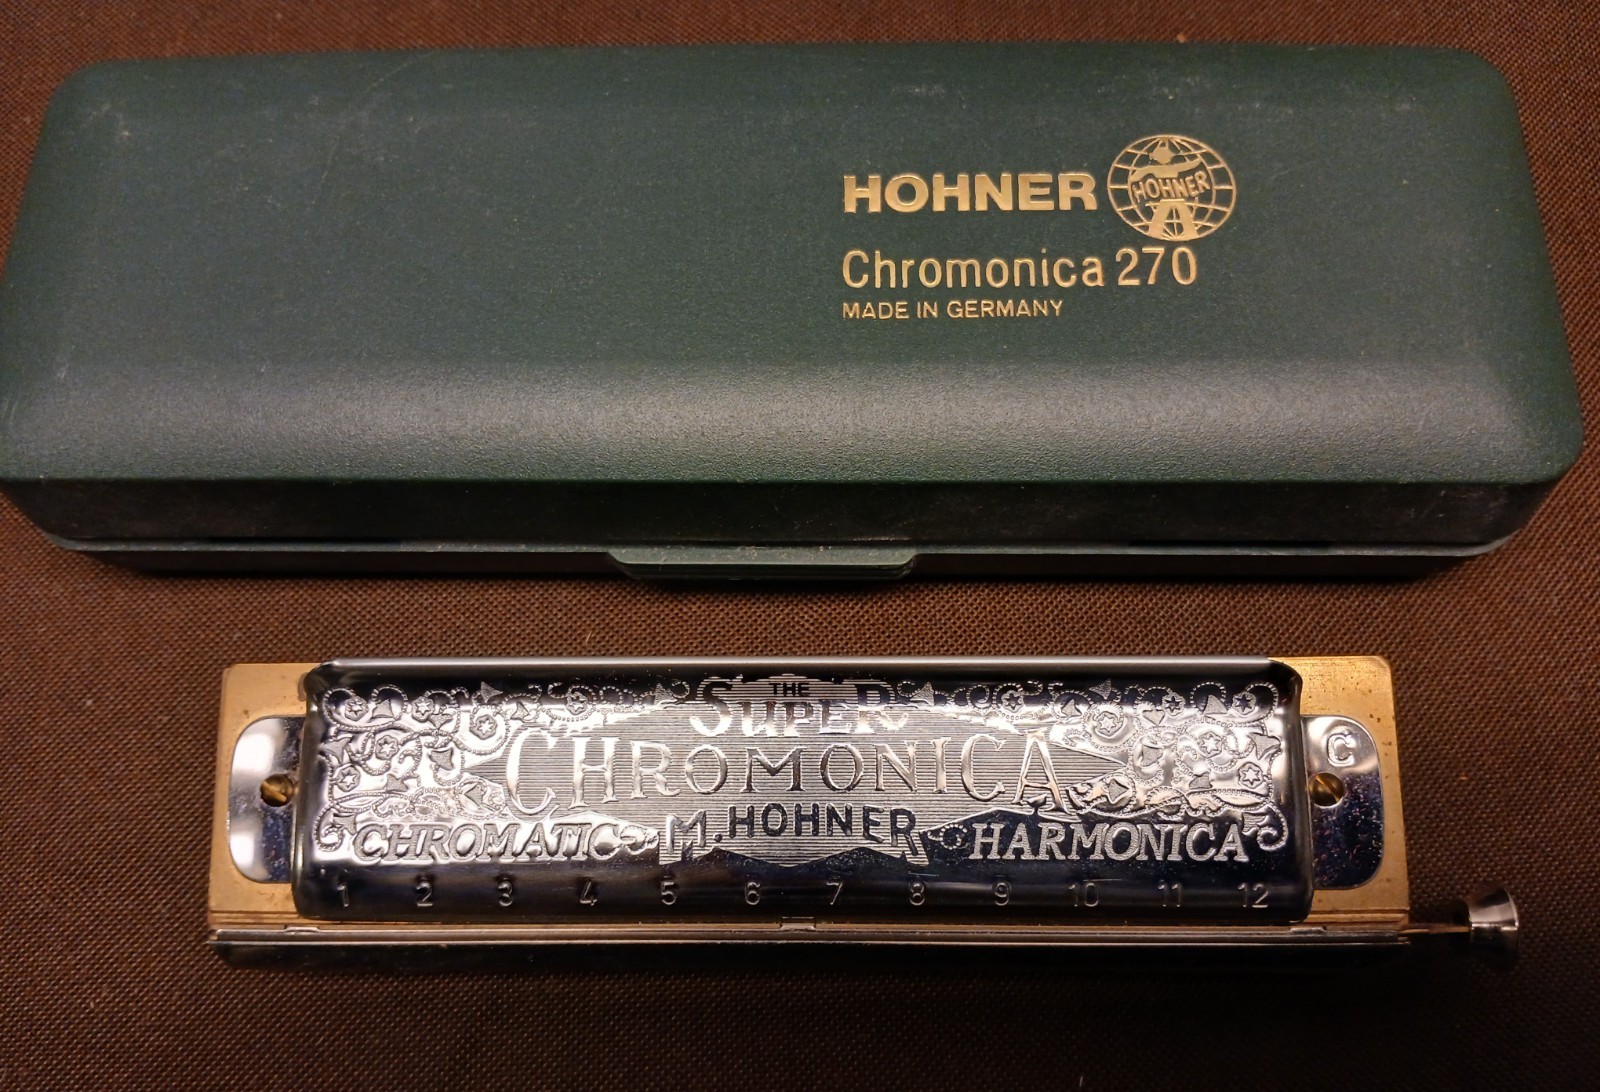 HOHNER
HOHNER
Chromonica 270
MADE IN GERMANY
THE
SUPER
CHROMONICA
C
M. HOHNER
CHROMATIC HARMONICA
1 2 3 4 5 6 7 8 9 10 11 12